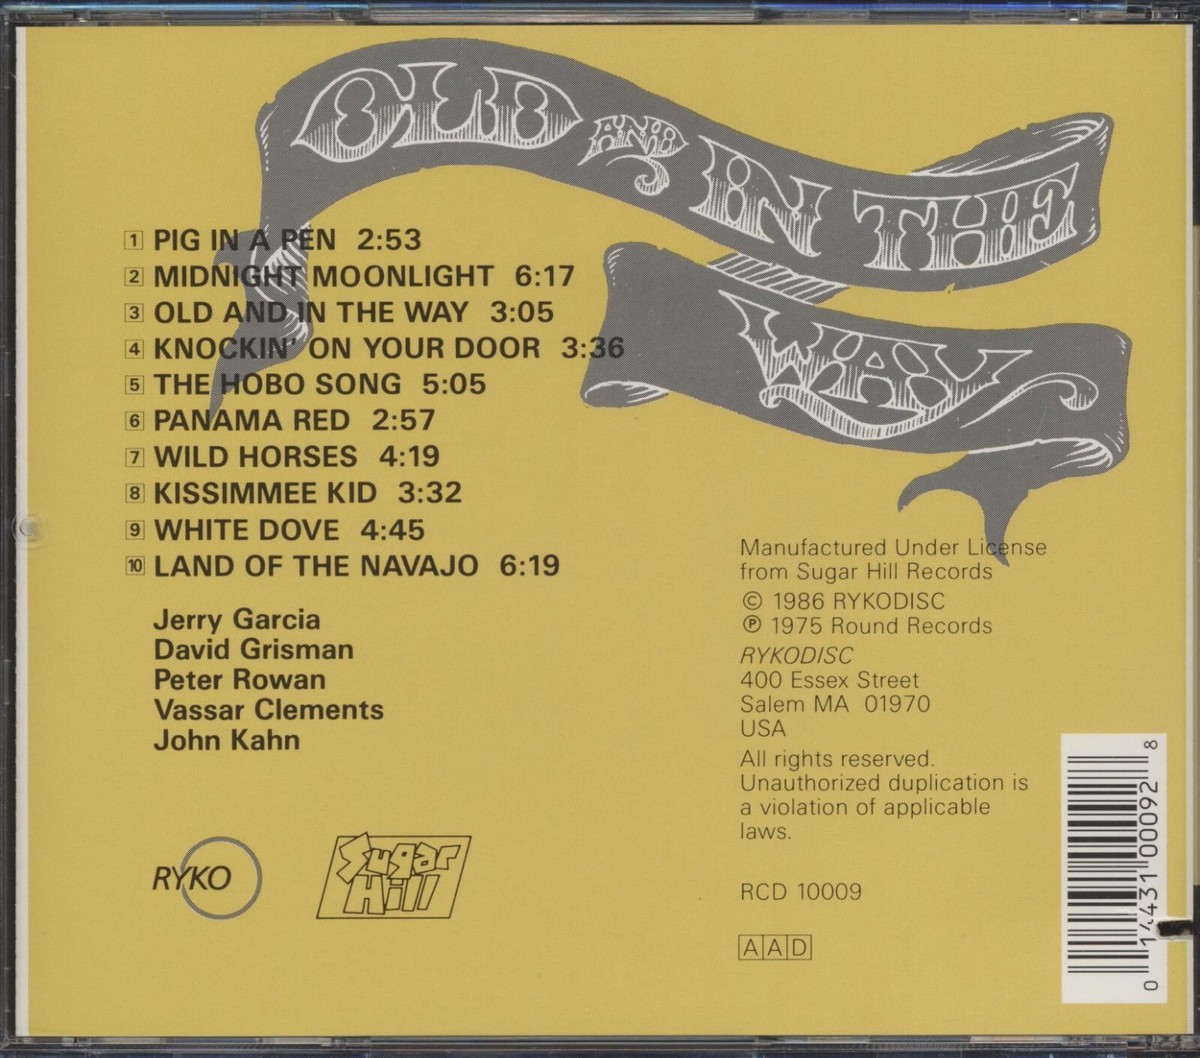 OLD AND IN THE
WAY
1 PIG IN A PEN 2:53
2 MIDNIGHT MOONLIGHT 6:17
3 OLD AND IN THE WAY 3:05
4 KNOCKIN' ON YOUR DOOR 3:36
5 THE HOBO SONG 5:05
6 PANAMA RED 2:57
7 WILD HORSES 4:19
8 KISSIMMEE KID 3:32
9 WHITE DOVE 4:45
10 LAND OF THE NAVAJO 6:19
Jerry Garcia
David Grisman
Peter Rowan
Vassar Clements
John Kahn
RYKO
Sugar
Hill
Manufactured Under License
from Sugar Hill Records
© 1986 RYKODISC
℗ 1975 Round Records
RYKODISC
400 Essex Street
Salem MA 01970
USA
All rights reserved.
Unauthorized duplication is
a violation of applicable
laws.
RCD 10009
AAD
0 14431 00092 8